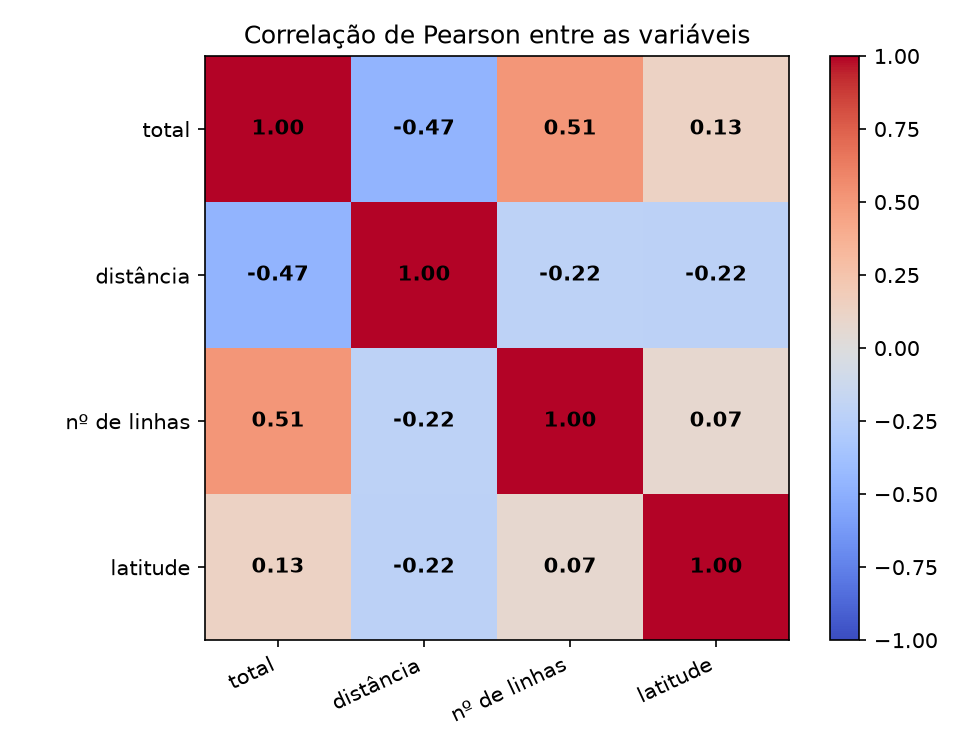 Correlação de Pearson entre as variáveis
total
1.00 -0.47 0.51 0.13
distância
-0.47 1.00 -0.22 -0.22
nº de linhas
0.51 -0.22 1.00 0.07
latitude
0.13 -0.22 0.07 1.00
total
distância
nº de linhas
latitude
1.00
0.75
0.50
0.25
0.00
−0.25
−0.50
−0.75
−1.00